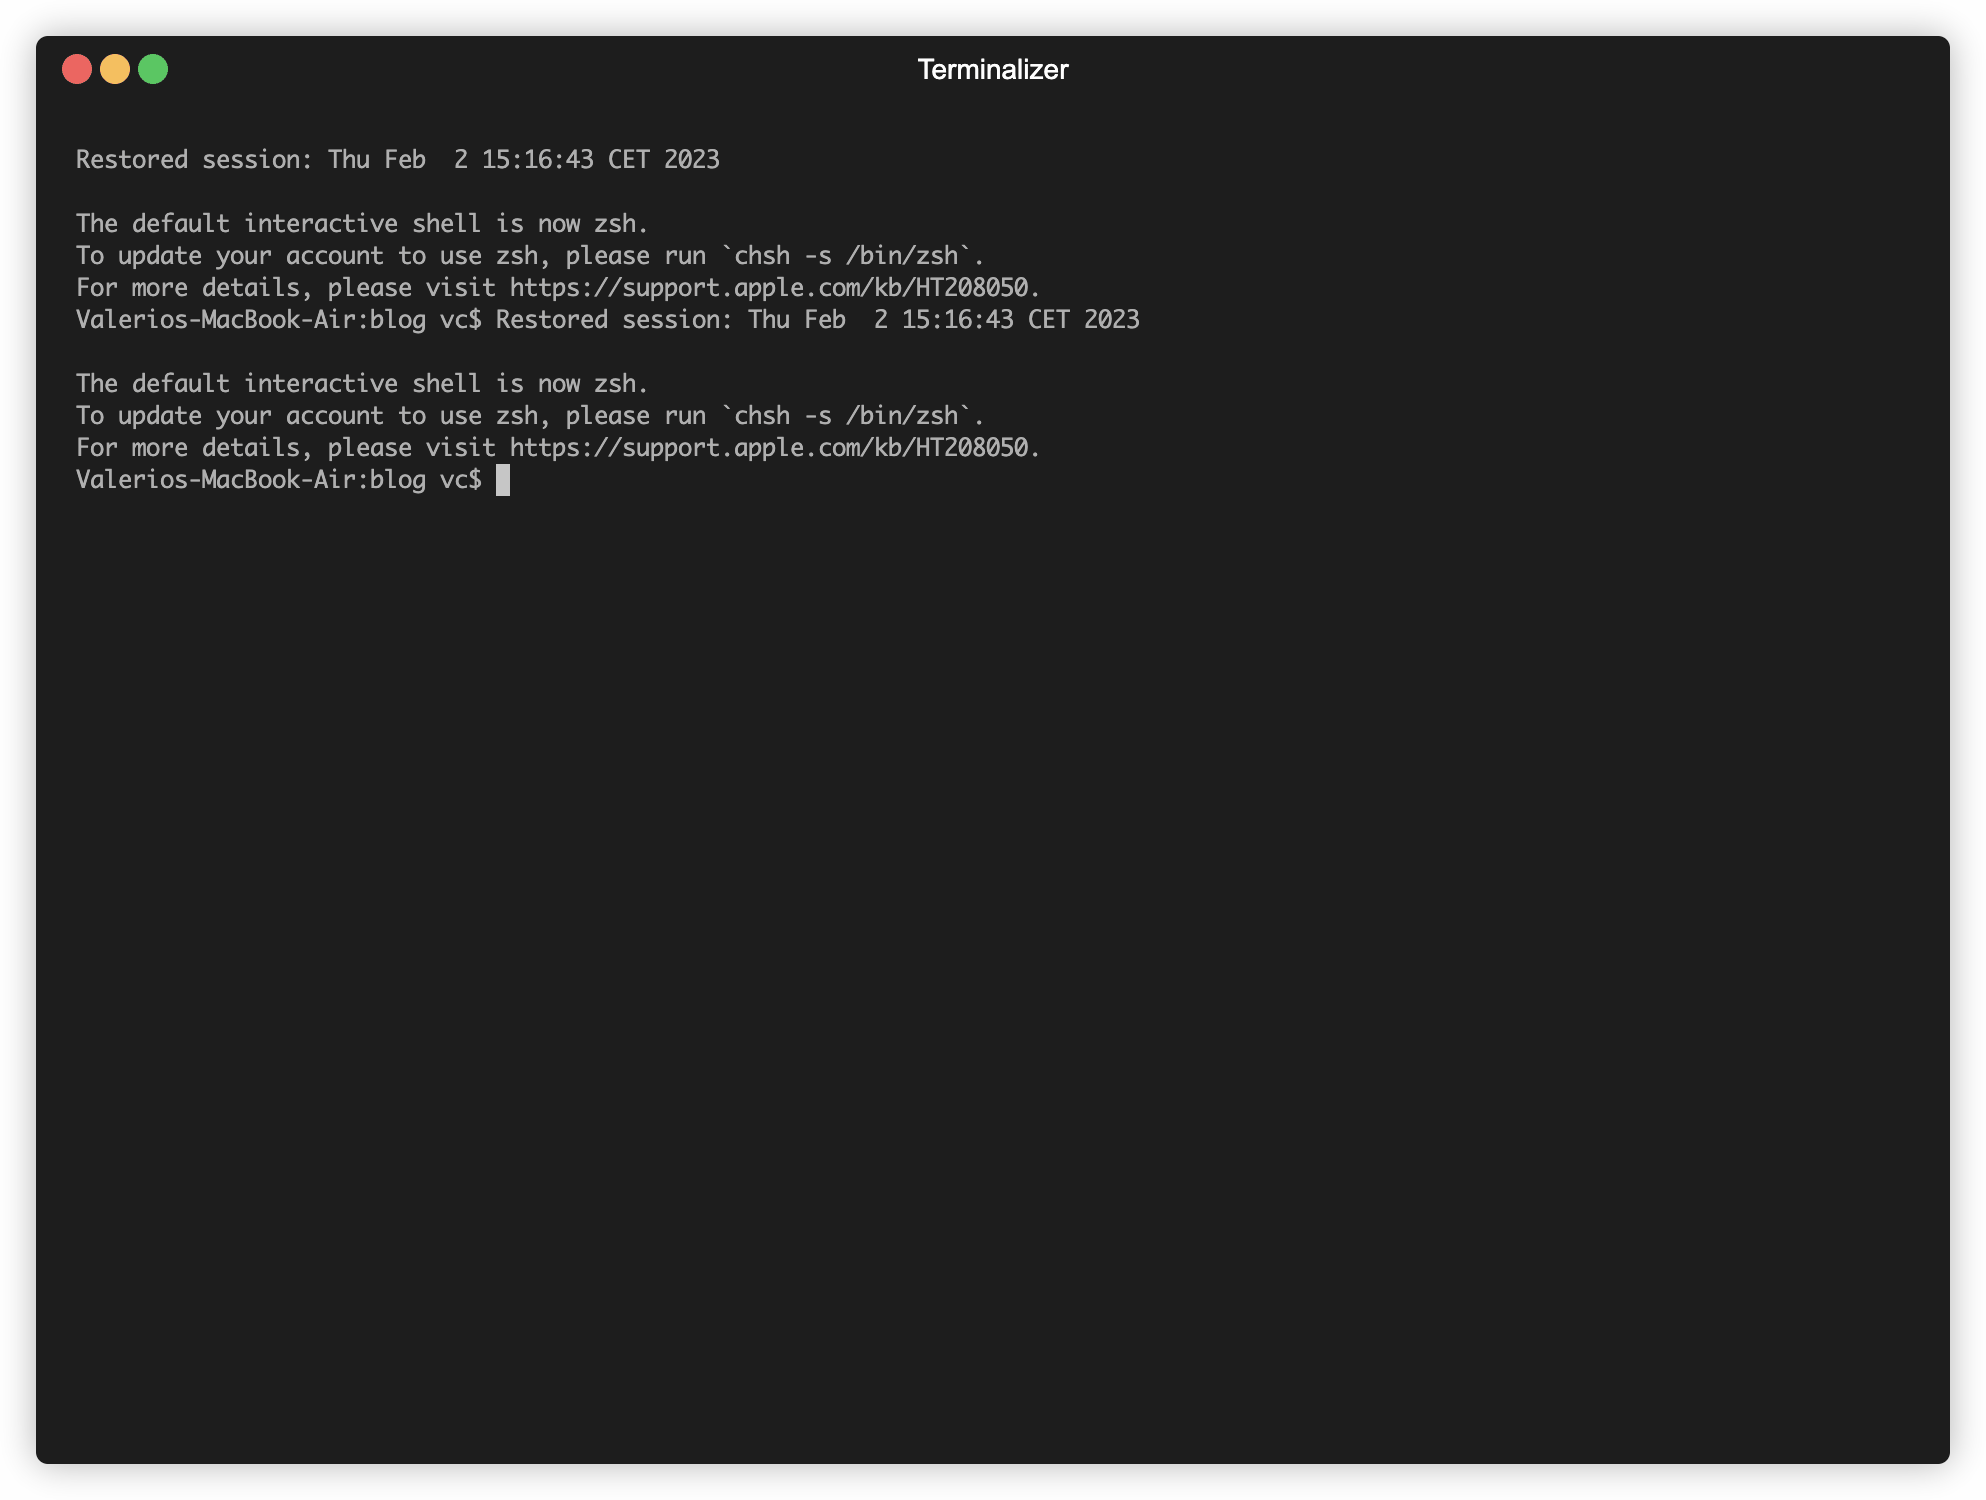 Terminalizer
Restored session: Thu Feb  2 15:16:43 CET 2023
The default interactive shell is now zsh.
To update your account to use zsh, please run `chsh -s /bin/zsh`.
For more details, please visit https://support.apple.com/kb/HT208050.
Valerios-MacBook-Air:blog vc$ Restored session: Thu Feb  2 15:16:43 CET 2023
The default interactive shell is now zsh.
To update your account to use zsh, please run `chsh -s /bin/zsh`.
For more details, please visit https://support.apple.com/kb/HT208050.
Valerios-MacBook-Air:blog vc$